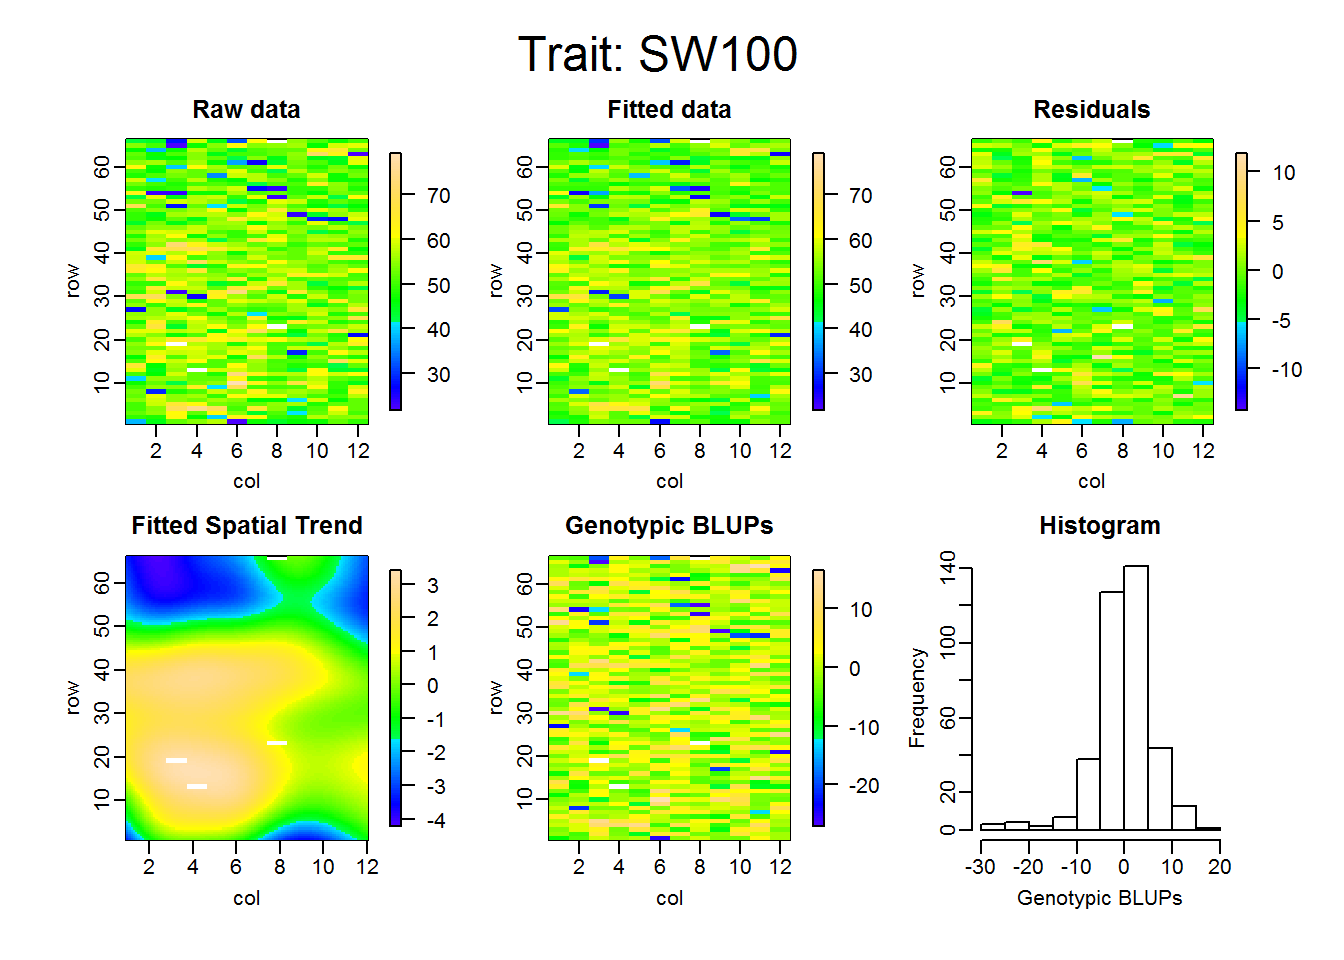 Trait: SW100
Raw data
Fitted data
Residuals
row
10 20 30 40 50 60
2 4 6 8 10 12
col
30 40 50 60 70
row
10 20 30 40 50 60
2 4 6 8 10 12
col
30 40 50 60 70
row
10 20 30 40 50 60
2 4 6 8 10 12
col
-10 -5 0 5 10
Fitted Spatial Trend
Genotypic BLUPs
Histogram
row
10 20 30 40 50 60
2 4 6 8 10 12
col
-4 -3 -2 -1 0 1 2 3
row
10 20 30 40 50 60
2 4 6 8 10 12
col
-20 -10 0 10
Frequency
0 20 60 100 140
-30 -10 0 10 20
Genotypic BLUPs